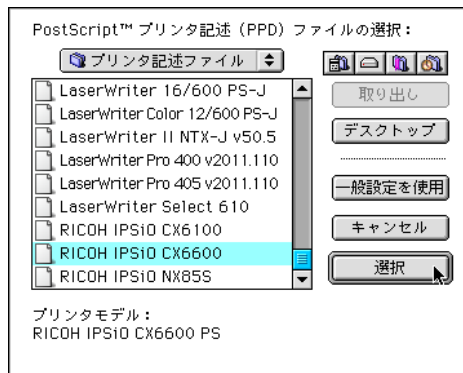 PostScript™ プリンタ記述（PPD）ファイルの選択：
プリンタ記述ファイル
LaserWriter 16/600 PS-J
LaserWriter Color 12/600 PS-J
LaserWriter II NTX-J v50.5
LaserWriter Pro 400 v2011.110
LaserWriter Pro 405 v2011.110
LaserWriter Select 610
RICOH IPSiO CX6100
RICOH IPSiO CX6600
RICOH IPSiO NX85S
取り出し
デスクトップ
一般設定を使用
キャンセル
選択
プリンタモデル：
RICOH IPSiO CX6600 PS